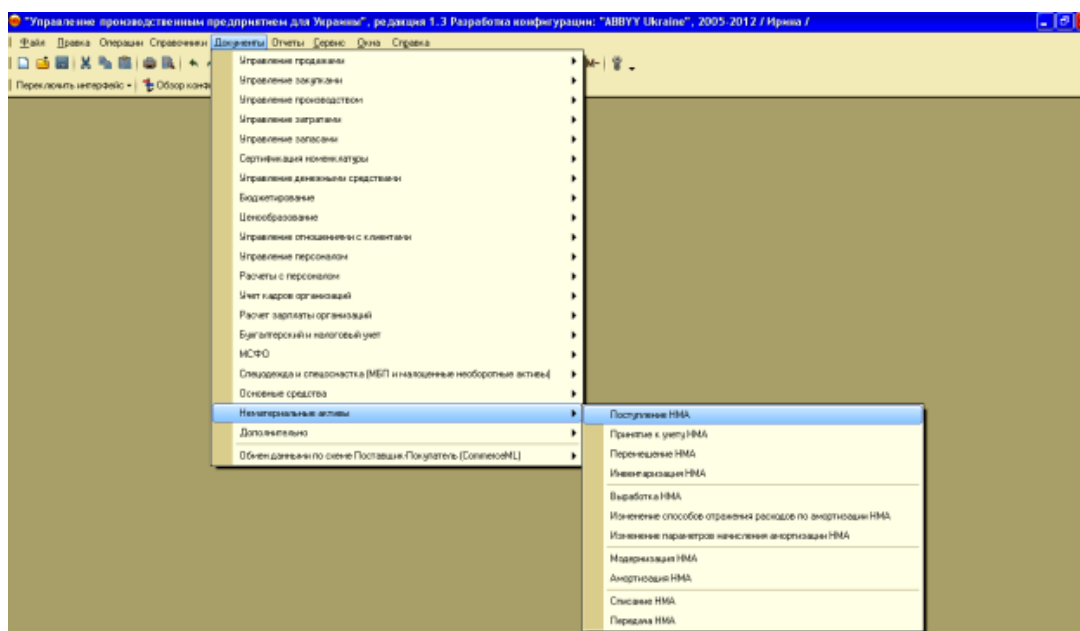 "Управление производственным предприятием для Украины", редакция 1.3 Разработка конфигурации: "ABBYY Ukraine", 2005-2012 / Ирина /
Файл Правка Операции Справочники Документы Отчеты Сервис Окна Справка
M-
Переключить интерфейс Обзор
Управление продажами
Управление закупками
Управление производством
Управление затратами
Управление запасами
Сертификация номенклатуры
Управление денежными средствами
Бюджетирование
Ценообразование
Управление отношениями с клиентами
Управление персоналом
Расчеты с персоналом
Учет кадров организаций
Расчет зарплаты организаций
Бухгалтерский и налоговый учет
МСФО
Спецодежда и спецоснастка (МБП и малоценные необоротные активы)
Основные средства
Нематериальные активы
Дополнительно
Обмен данными по схеме Поставщик-Покупатель (CommerceML)
Поступление НМА
Принятие к учету НМА
Перемещение НМА
Инвентаризация НМА
Выработка НМА
Изменение способов отражения расходов по амортизации НМА
Изменение параметров начисления амортизации НМА
Модернизация НМА
Амортизация НМА
Списание НМА
Передача НМА